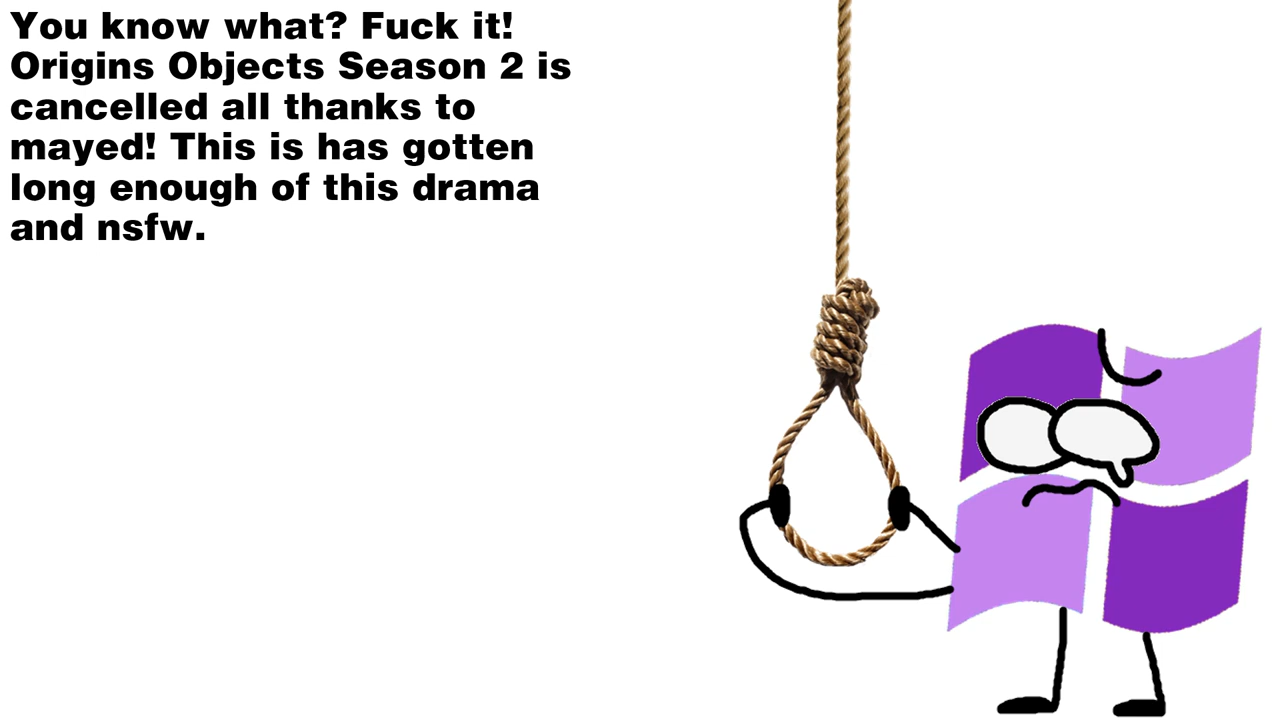 You know what? Fuck it!
Origins Objects Season 2 is
cancelled all thanks to
mayed! This is has gotten
long enough of this drama
and nsfw.